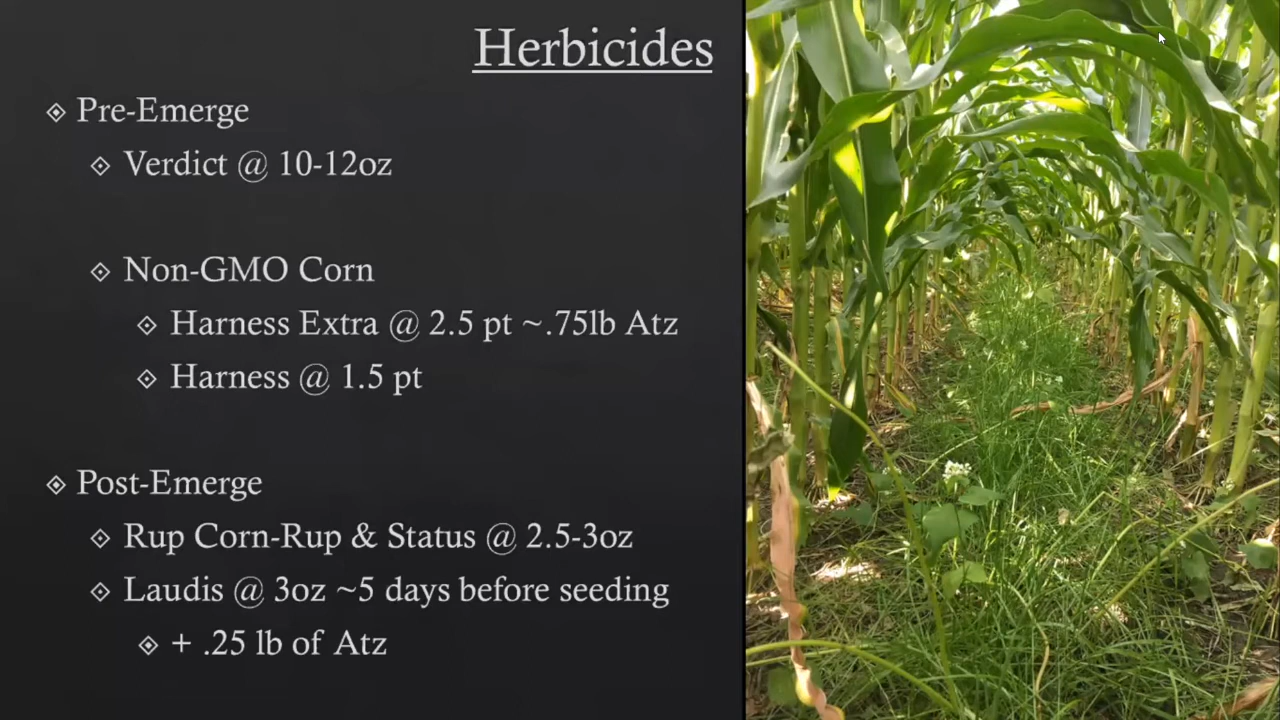 Herbicides
Pre-Emerge
Verdict @ 10-12oz
Non-GMO Corn
Harness Extra @ 2.5 pt ~.75lb Atz
Harness @ 1.5 pt
Post-Emerge
Rup Corn-Rup & Status @ 2.5-3oz
Laudis @ 3oz ~5 days before seeding
+ .25 lb of Atz